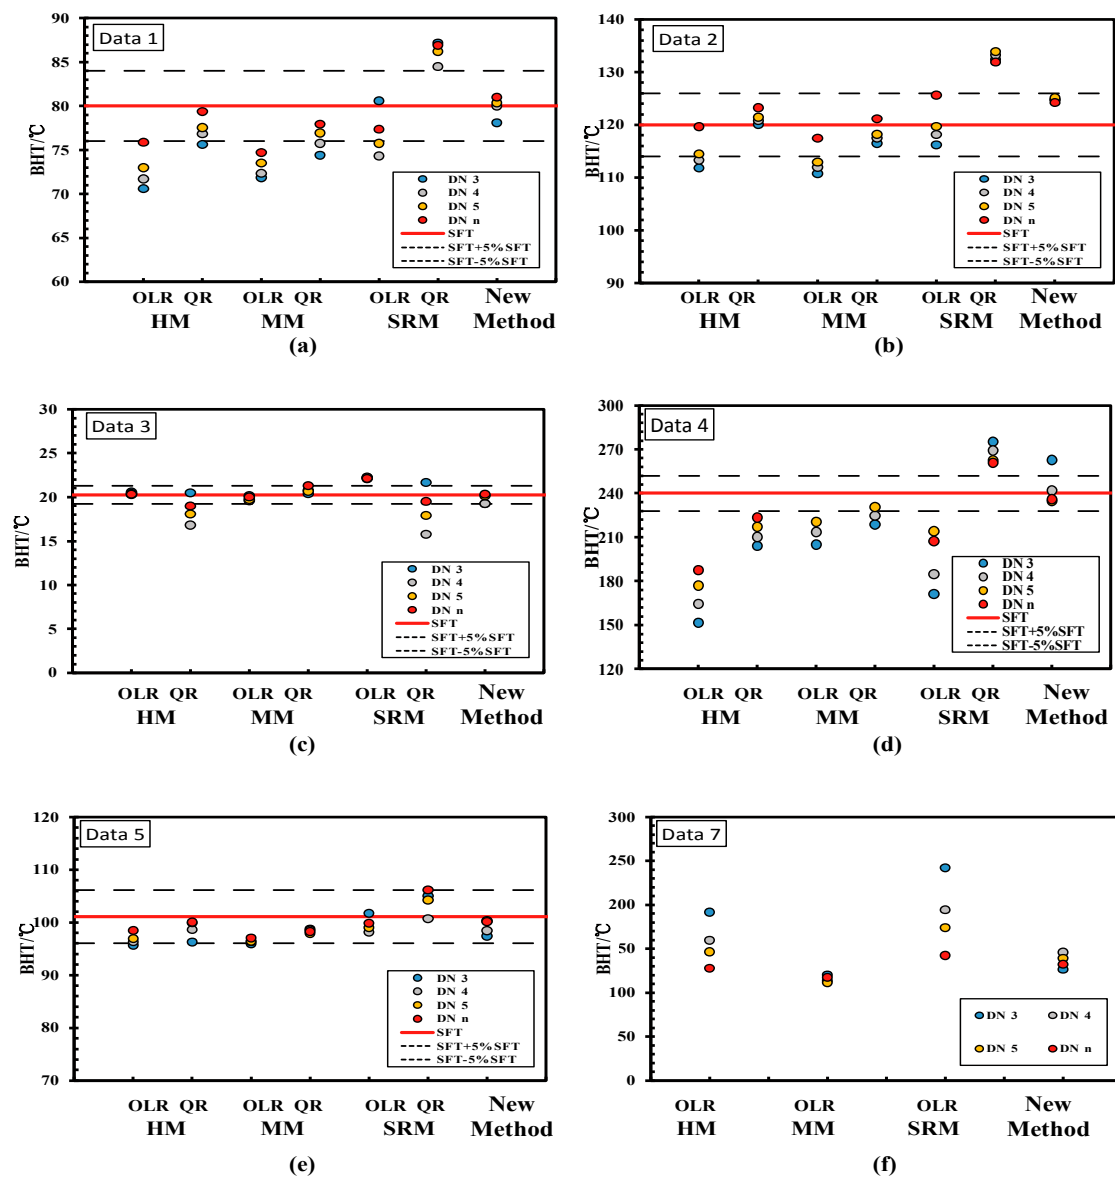 Data 1
BHT/℃
90
85
80
75
70
65
60
DN 3
DN 4
DN 5
DN n
SFT
SFT+5%SFT
SFT-5%SFT
OLR QR OLR QR OLR QR New
HM MM SRM Method
(a)
Data 2
BHT/℃
140
130
120
110
100
90
DN 3
DN 4
DN 5
DN n
SFT
SFT+5%SFT
SFT-5%SFT
OLR QR OLR QR OLR QR New
HM MM SRM Method
(b)
Data 3
BHT/℃
30
25
20
15
10
5
0
DN 3
DN 4
DN 5
DN n
SFT
SFT+5%SFT
SFT-5%SFT
OLR QR OLR QR OLR QR New
HM MM SRM Method
(c)
Data 4
BHT/℃
300
270
240
210
180
150
120
DN 3
DN 4
DN 5
DN n
SFT
SFT+5%SFT
SFT-5%SFT
OLR QR OLR QR OLR QR New
HM MM SRM Method
(d)
Data 5
BHT/℃
120
110
100
90
80
70
DN 3
DN 4
DN 5
DN n
SFT
SFT+5%SFT
SFT-5%SFT
OLR QR OLR QR OLR QR New
HM MM SRM Method
(e)
Data 7
BHT/℃
300
250
200
50
100
50
0
DN 3 DN 4
DN 5 DN n
OLR OLR OLR New
HM MM SRM Method
(f)